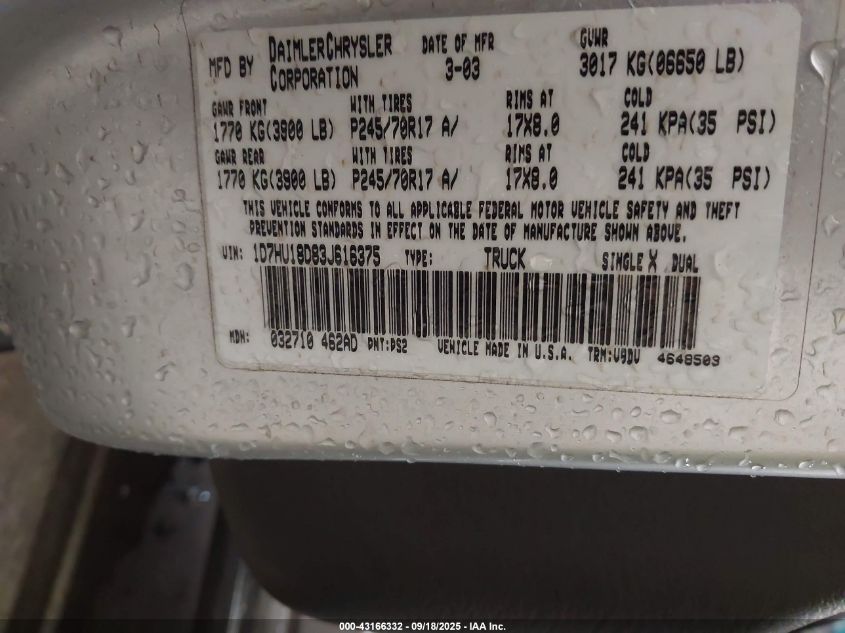 MFD BY DAIMLERCHRYSLER CORPORATION DATE OF MFR 3-03 GVWR 3017 KG(06650 LB)
GAWR FRONT WITH TIRES RIMS AT COLD
1770 KG(3900 LB) P245/70R17 A/ 17X8.0 241 KPA(35 PSI)
GAWR REAR WITH TIRES RIMS AT COLD
1770 KG(3900 LB) P245/70R17 A/ 17X8.0 241 KPA(35 PSI)
THIS VEHICLE CONFORMS TO ALL APPLICABLE FEDERAL MOTOR VEHICLE SAFETY AND THEFT
PREVENTION STANDARDS IN EFFECT ON THE DATE OF MANUFACTURE SHOWN ABOVE.
VIN: 1D7HU18D83J616375 TYPE: TRUCK SINGLE X DUAL
MDH: 032710 462AD PNT:PS2 VEHICLE MADE IN U.S.A. TRM:V9DV 4648503
000-43166332 - 09/18/2025 - IAA Inc.